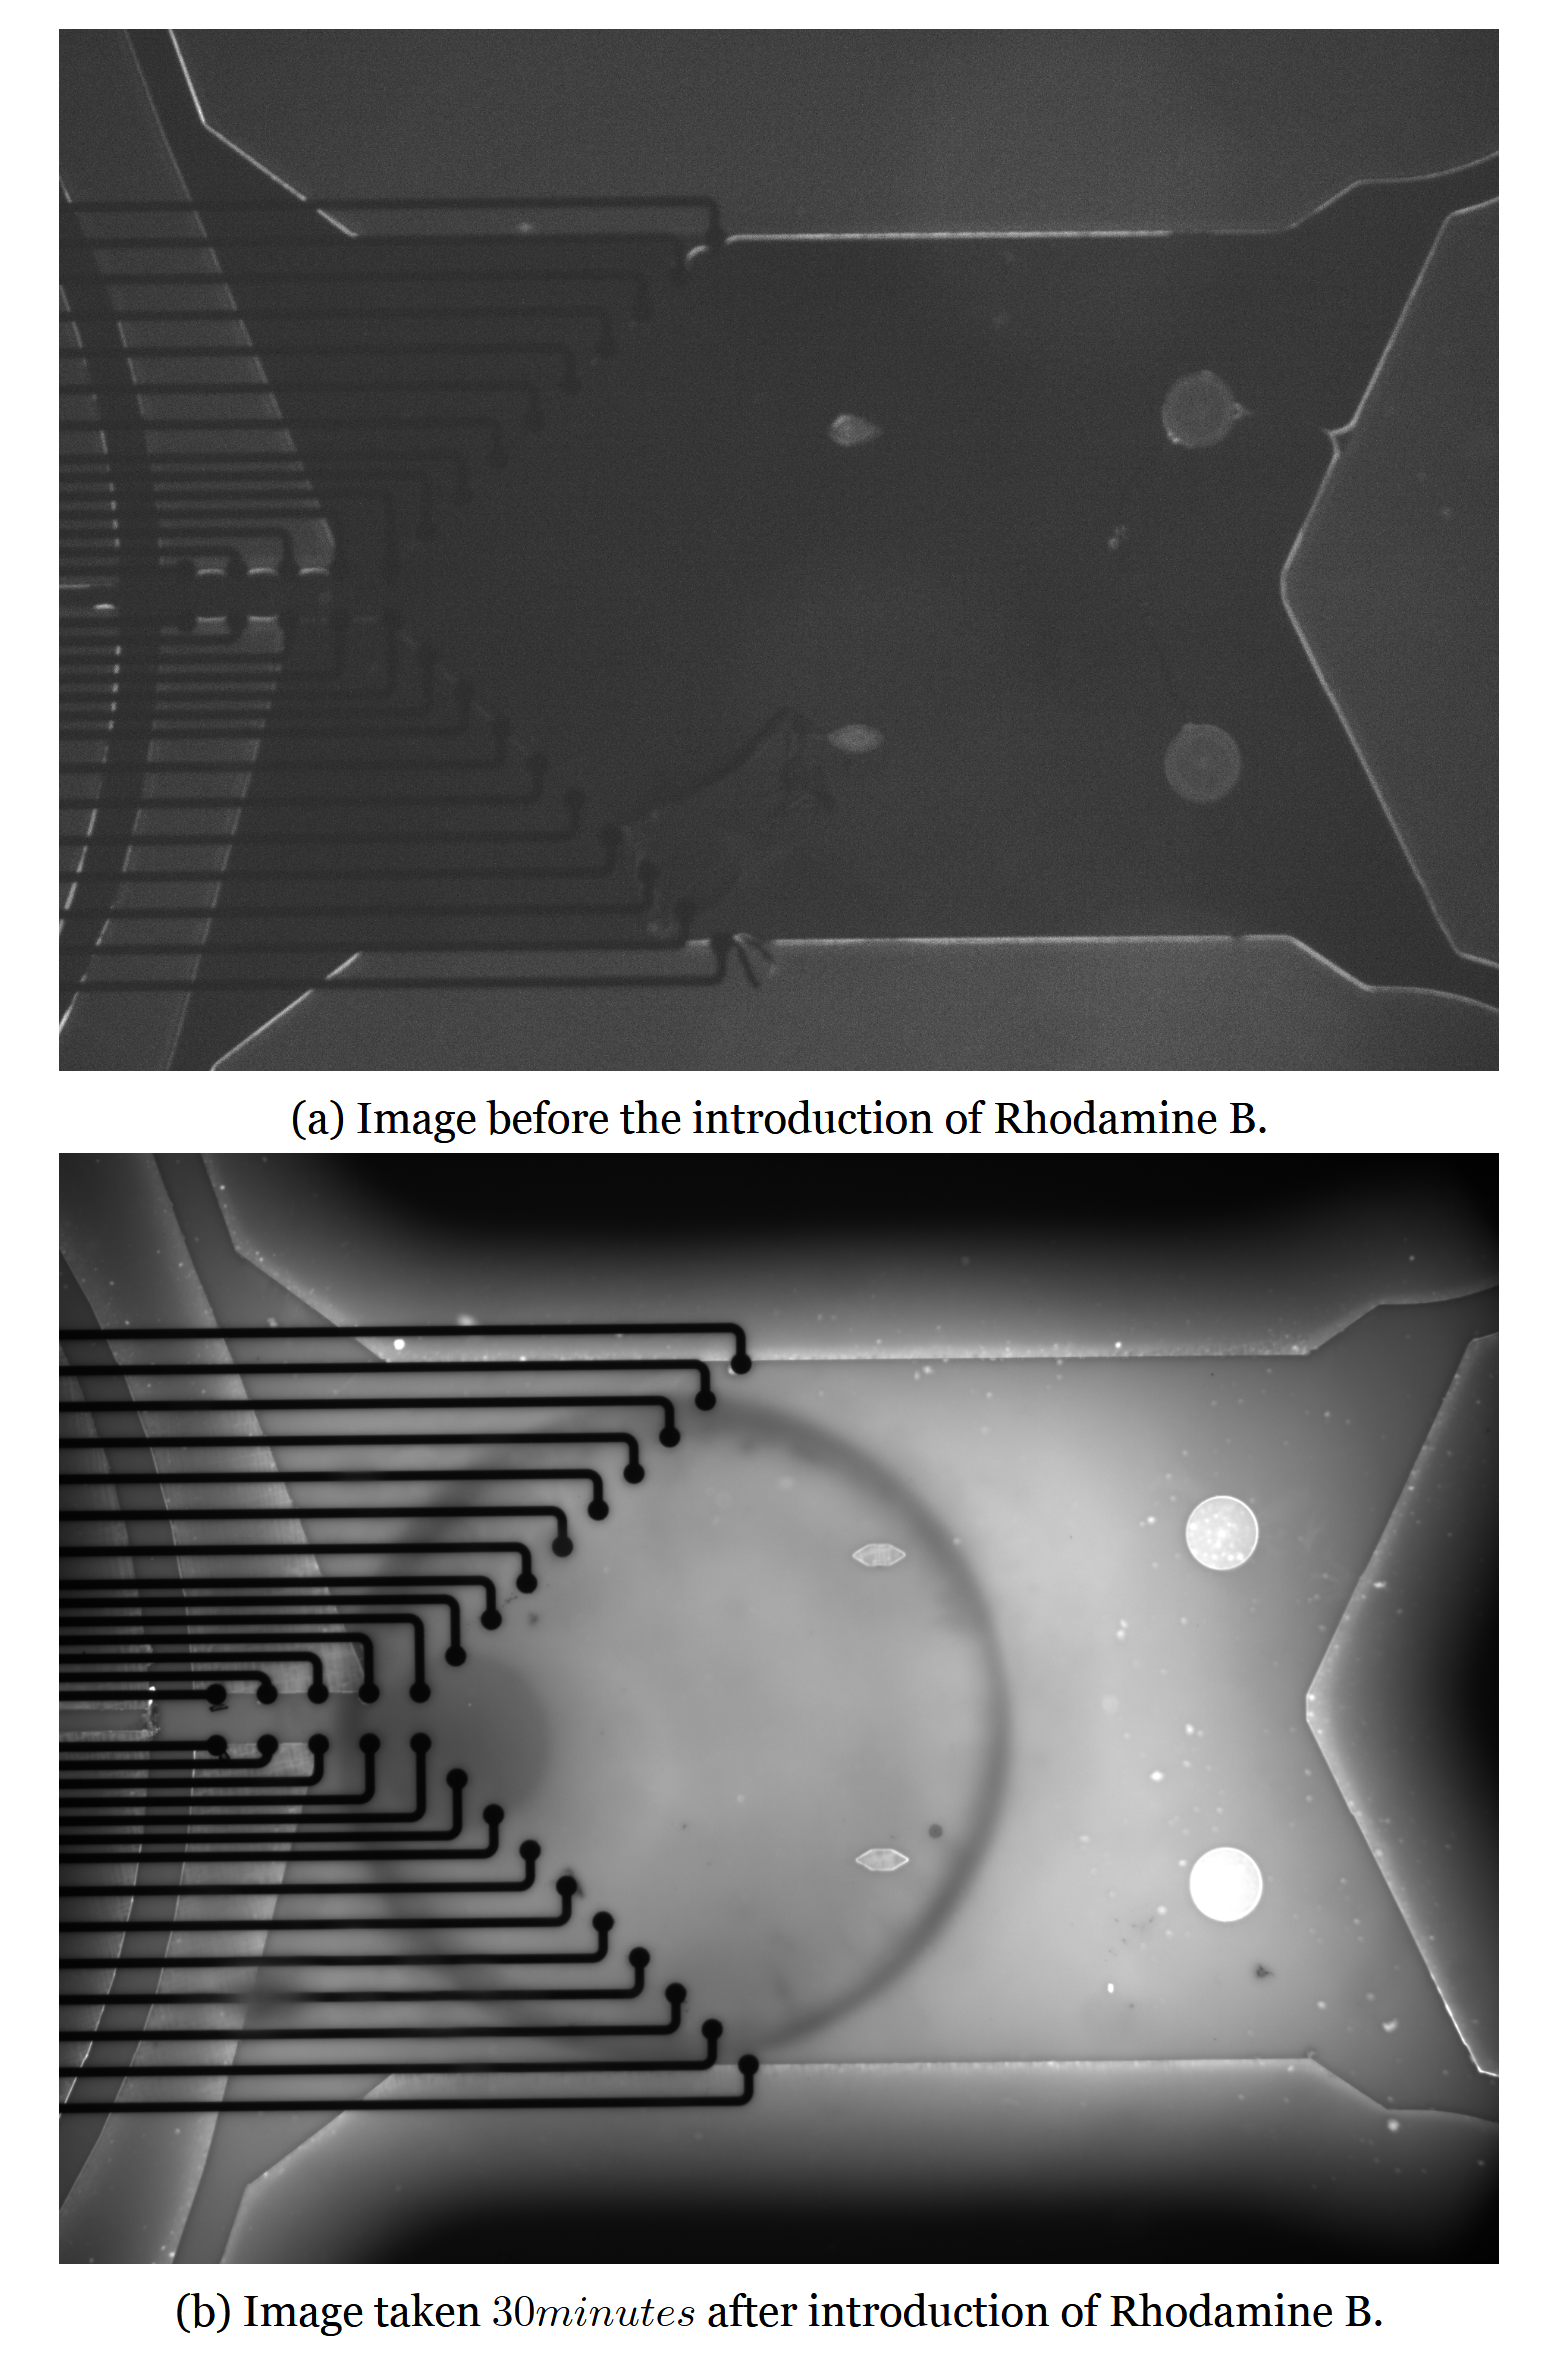 (a) Image before the introduction of Rhodamine B.
(b) Image taken 30minutes after introduction of Rhodamine B.